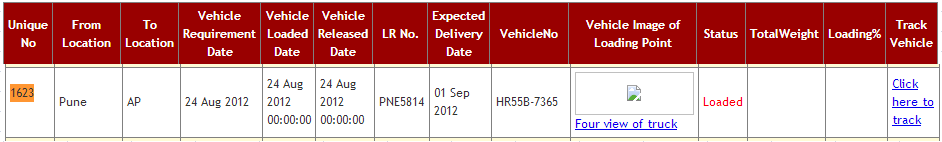 Unique No
From Location
To Location
Vehicle Requirement Date
Vehicle Loaded Date
Vehicle Released Date
LR No.
Expected Delivery Date
VehicleNo
Vehicle Image of Loading Point
Status
TotalWeight
Loading%
Track Vehicle
1623
Pune
AP
24 Aug 2012
24 Aug
2012
00:00:00
24 Aug
2012
00:00:00
PNE5814
01 Sep
2012
HR55B-7365
Four view of truck
Loaded
Click
here to
track